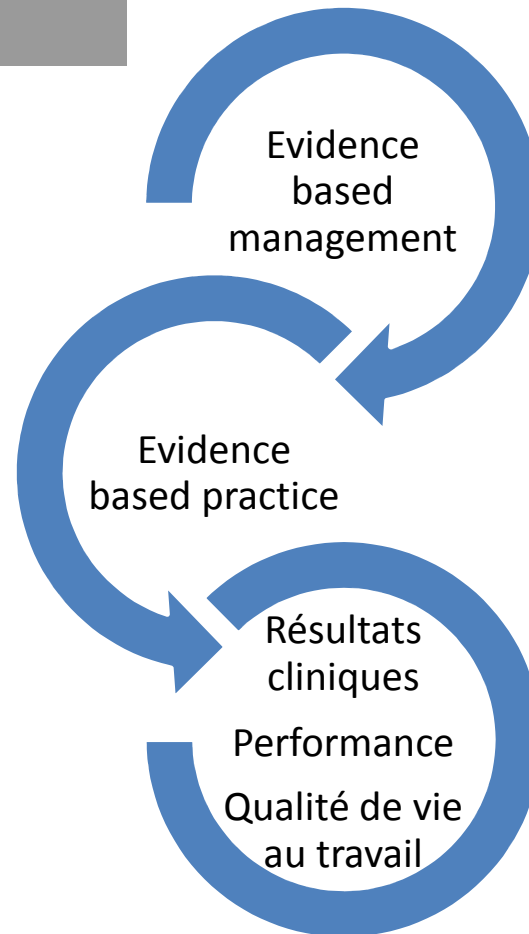 Evidence
based
management
Evidence
based practice
Résultats
cliniques
Performance
Qualité de vie
au travail